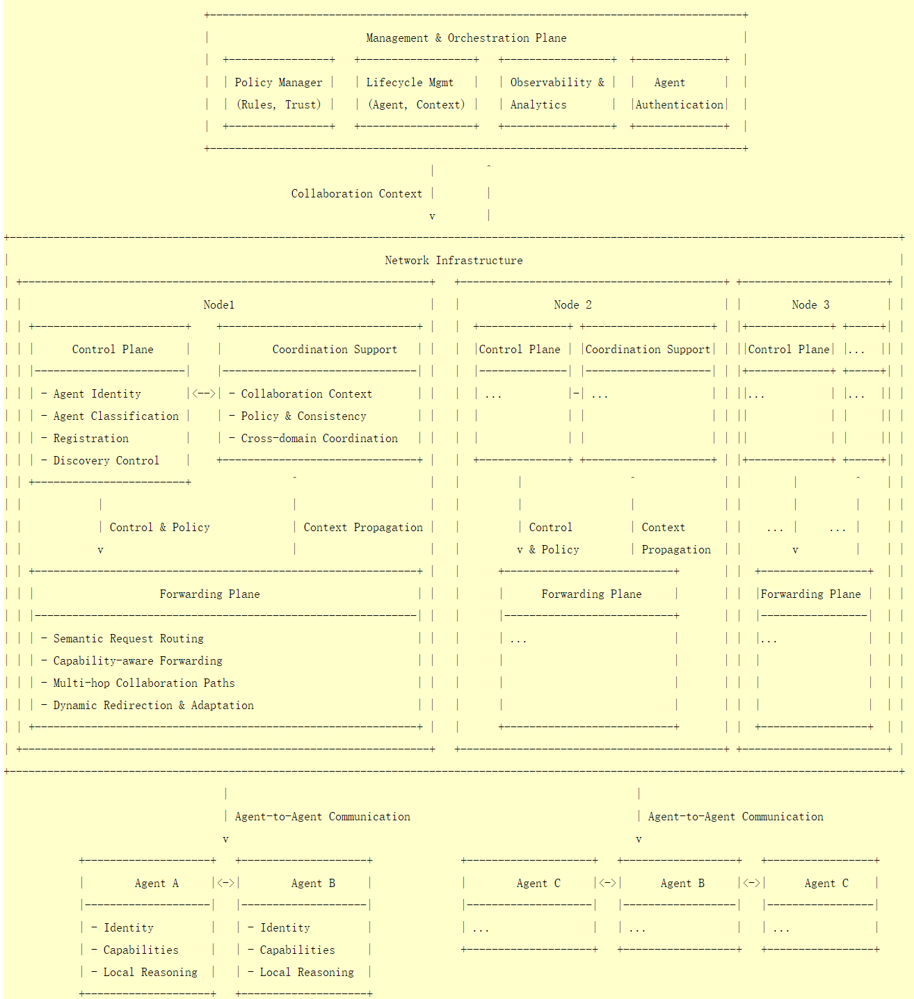 Management & Orchestration Plane
Policy Manager | Lifecycle Mgmt | Observability & | Agent
(Rules, Trust) | (Agent, Context) | Analytics | Authentication
Collaboration Context
Network Infrastructure
Node1 | Node 2 | Node 3
Control Plane | Coordination Support | Control Plane | Coordination Support | Control Plane | ...
- Agent Identity <--> - Collaboration Context | ... |-| ... | ... | ...
- Agent Classification | - Policy & Consistency
- Registration | - Cross-domain Coordination
- Discovery Control
Control & Policy | Context Propagation | Control | Context | ... | ...
v & Policy | Propagation
Forwarding Plane | Forwarding Plane | Forwarding Plane
- Semantic Request Routing | ... | ...
- Capability-aware Forwarding
- Multi-hop Collaboration Paths
- Dynamic Redirection & Adaptation
Agent-to-Agent Communication | Agent-to-Agent Communication
Agent A |<->| Agent B | Agent C |<->| Agent B |<->| Agent C
- Identity | - Identity | ... | ... | ...
- Capabilities | - Capabilities
- Local Reasoning | - Local Reasoning